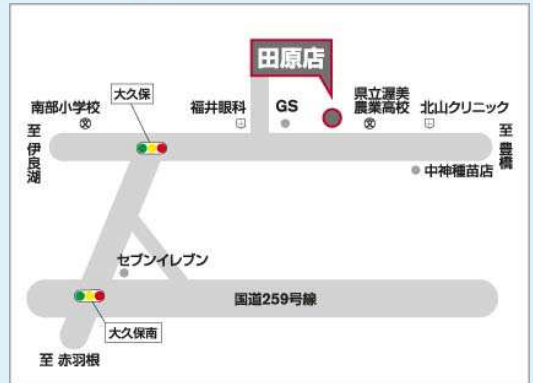 田原店
大久保
南部小学校
福井眼科
GS
県立渥美
農業高校
北山クリニック
至
伊良湖
至
豊橋
中神種苗店
セブンイレブン
国道259号線
大久保南
至 赤羽根